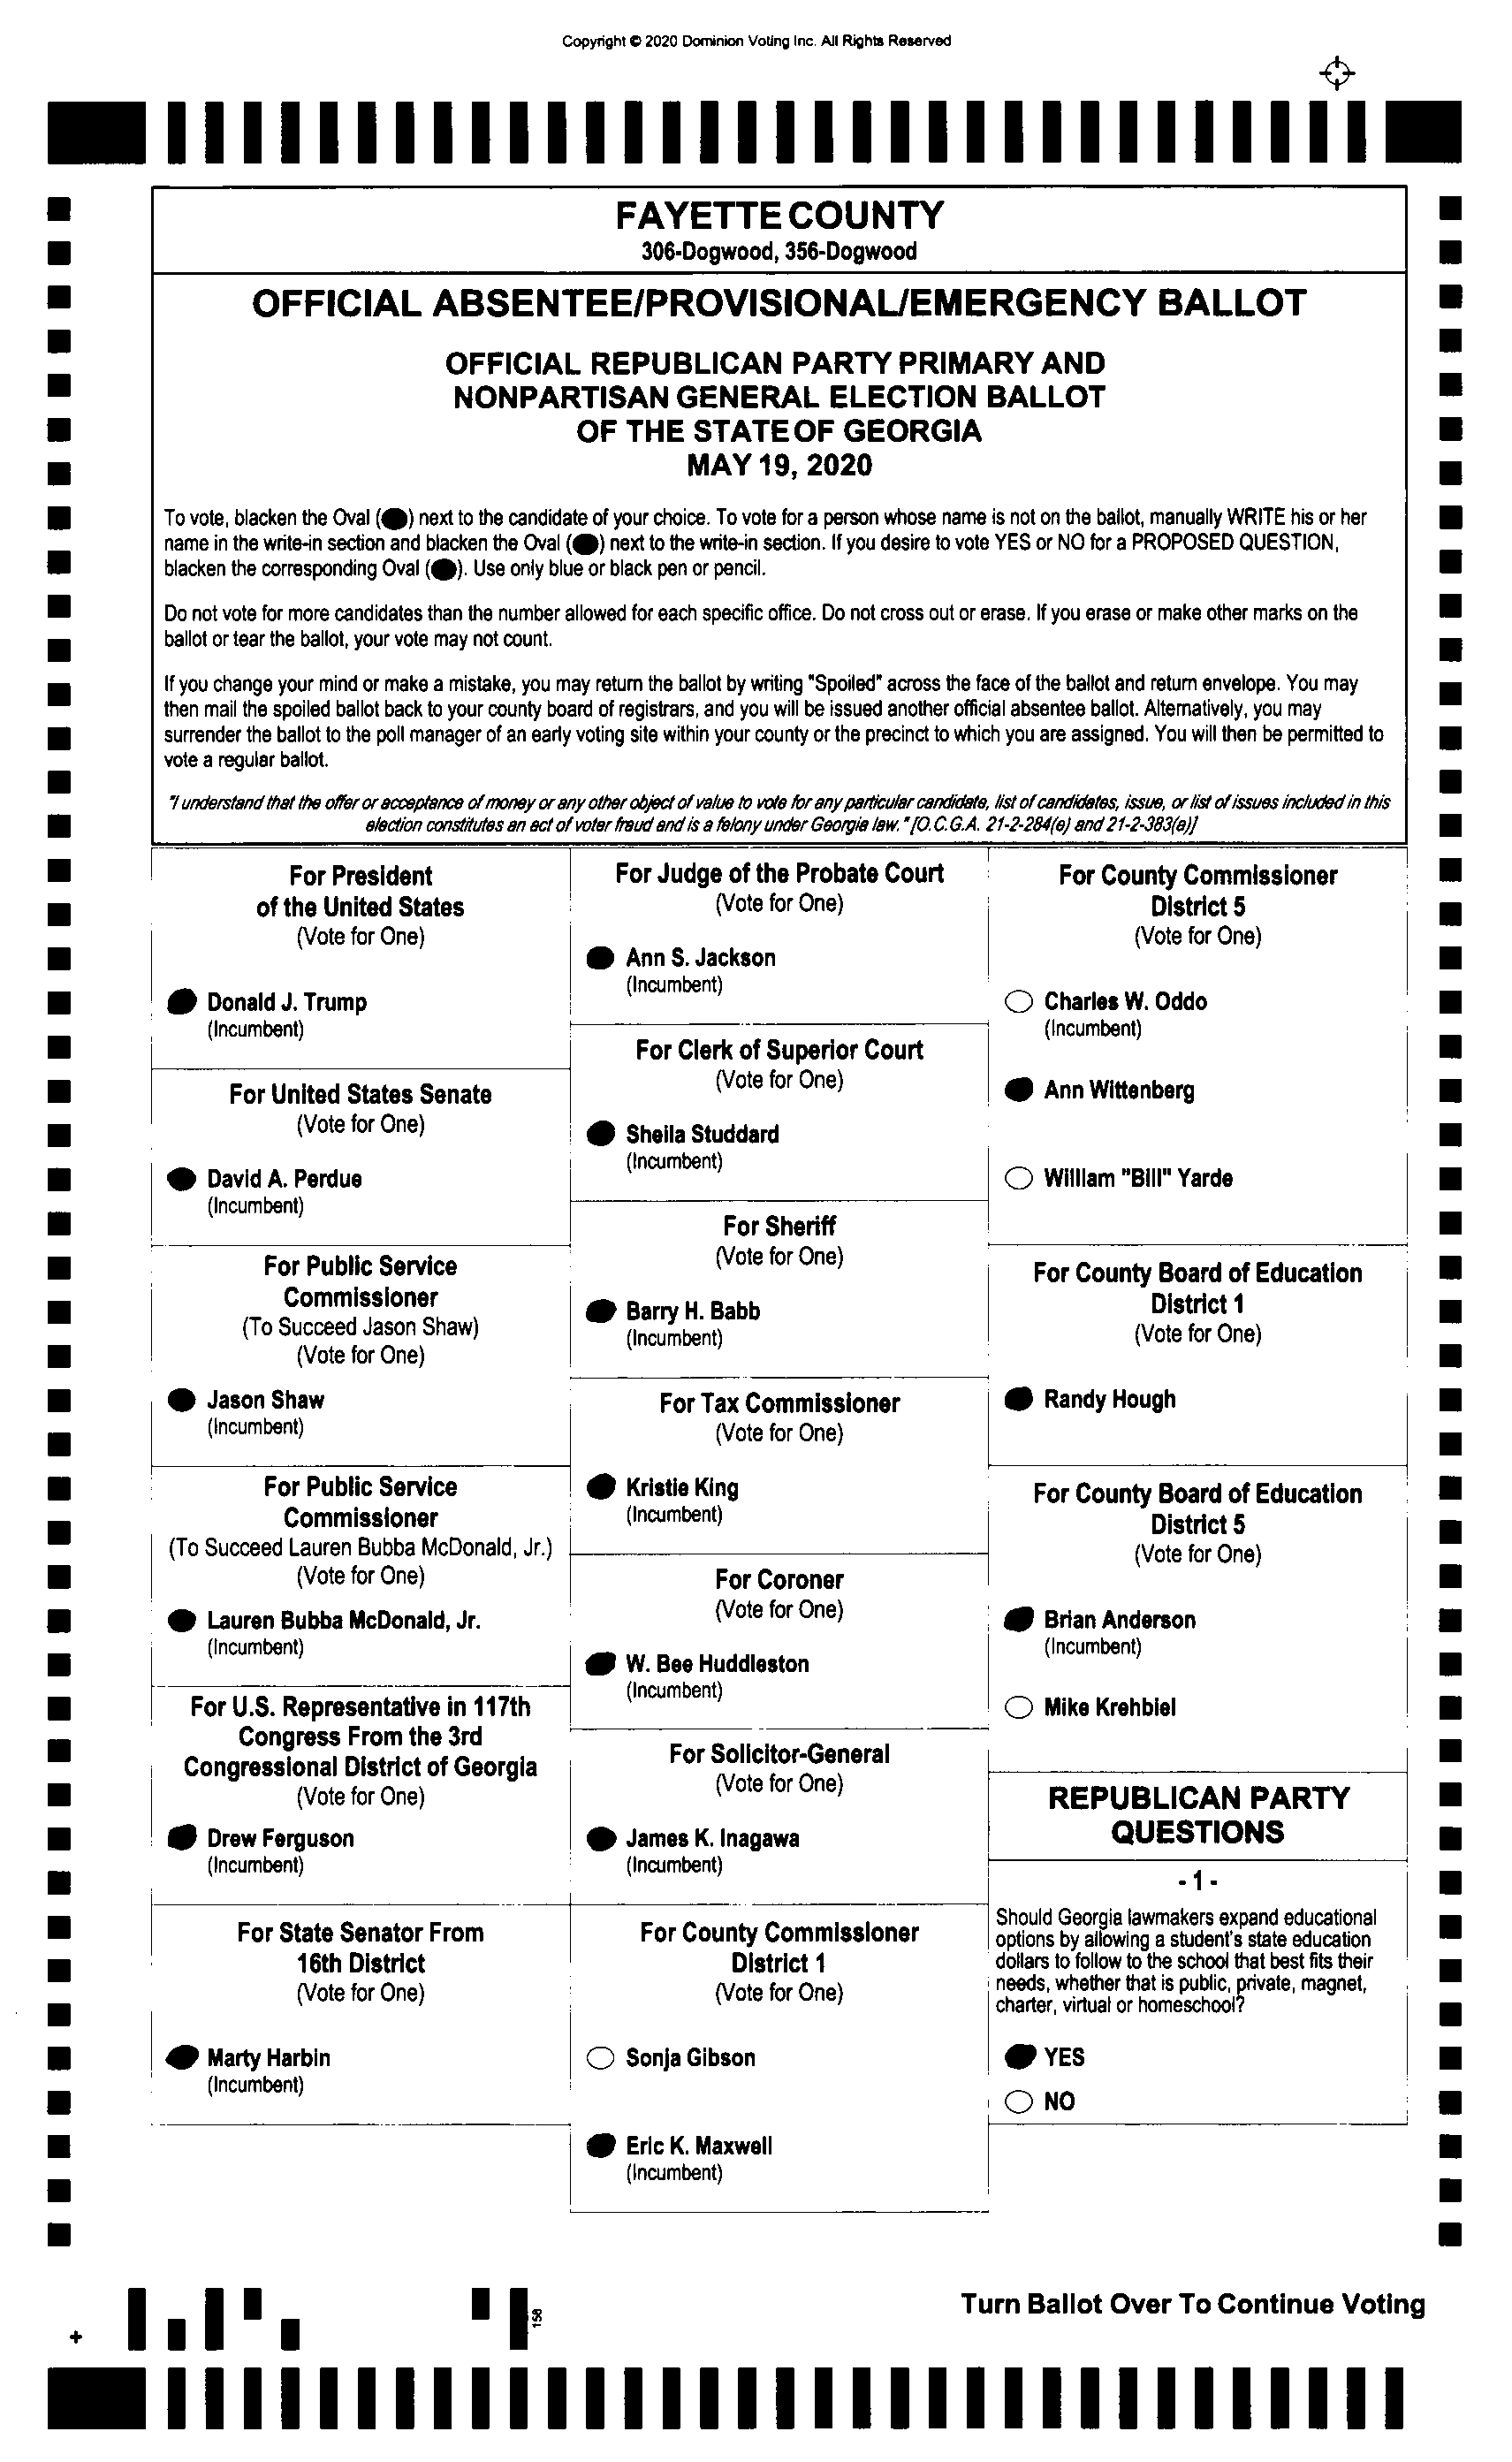 Copyright © 2020 Dominion Voting Inc. All Rights Reserved
FAYETTE COUNTY
306-Dogwood, 356-Dogwood
OFFICIAL ABSENTEE/PROVISIONAL/EMERGENCY BALLOT
OFFICIAL REPUBLICAN PARTY PRIMARY AND
NONPARTISAN GENERAL ELECTION BALLOT
OF THE STATE OF GEORGIA
MAY 19, 2020
To vote, blacken the Oval (⬬) next to the candidate of your choice. To vote for a person whose name is not on the ballot, manually WRITE his or her
name in the write-in section and blacken the Oval (⬬) next to the write-in section. If you desire to vote YES or NO for a PROPOSED QUESTION,
blacken the corresponding Oval (⬬). Use only blue or black pen or pencil.
Do not vote for more candidates than the number allowed for each specific office. Do not cross out or erase. If you erase or make other marks on the
ballot or tear the ballot, your vote may not count.
If you change your mind or make a mistake, you may return the ballot by writing "Spoiled" across the face of the ballot and return envelope. You may
then mail the spoiled ballot back to your county board of registrars, and you will be issued another official absentee ballot. Alternatively, you may
surrender the ballot to the poll manager of an early voting site within your county or the precinct to which you are assigned. You will then be permitted to
vote a regular ballot.
"I understand that the offer or acceptance of money or any other object of value to vote for any particular candidate, list of candidates, issue, or list of issues included in this
election constitutes an act of voter fraud and is a felony under Georgia law." [O.C.G.A. 21-2-284(e) and 21-2-383(a)]
For President
of the United States
(Vote for One)
Donald J. Trump
(Incumbent)
For United States Senate
(Vote for One)
David A. Perdue
(Incumbent)
For Public Service
Commissioner
(To Succeed Jason Shaw)
(Vote for One)
Jason Shaw
(Incumbent)
For Public Service
Commissioner
(To Succeed Lauren Bubba McDonald, Jr.)
(Vote for One)
Lauren Bubba McDonald, Jr.
(Incumbent)
For U.S. Representative in 117th
Congress From the 3rd
Congressional District of Georgia
(Vote for One)
Drew Ferguson
(Incumbent)
For State Senator From
16th District
(Vote for One)
Marty Harbin
(Incumbent)
For Judge of the Probate Court
(Vote for One)
Ann S. Jackson
(Incumbent)
For Clerk of Superior Court
(Vote for One)
Sheila Studdard
(Incumbent)
For Sheriff
(Vote for One)
Barry H. Babb
(Incumbent)
For Tax Commissioner
(Vote for One)
Kristie King
(Incumbent)
For Coroner
(Vote for One)
W. Bee Huddleston
(Incumbent)
For Solicitor-General
(Vote for One)
James K. Inagawa
(Incumbent)
For County Commissioner
District 1
(Vote for One)
Sonja Gibson
Eric K. Maxwell
(Incumbent)
For County Commissioner
District 5
(Vote for One)
Charles W. Oddo
(Incumbent)
Ann Wittenberg
William "Bill" Yarde
For County Board of Education
District 1
(Vote for One)
Randy Hough
For County Board of Education
District 5
(Vote for One)
Brian Anderson
(Incumbent)
Mike Krehbiel
REPUBLICAN PARTY
QUESTIONS
- 1 -
Should Georgia lawmakers expand educational
options by allowing a student's state education
dollars to follow to the school that best fits their
needs, whether that is public, private, magnet,
charter, virtual or homeschool?
YES
NO
Turn Ballot Over To Continue Voting
158
+